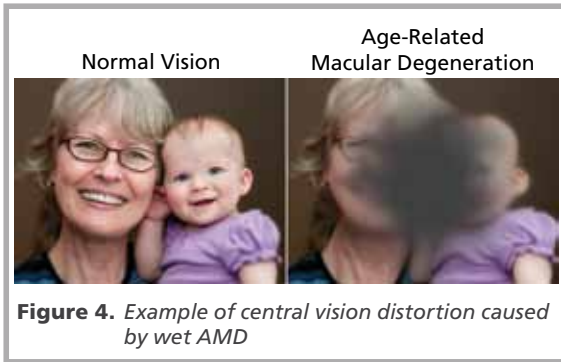 Normal Vision
Age-Related
Macular Degeneration
Figure 4. Example of central vision distortion caused
by wet AMD